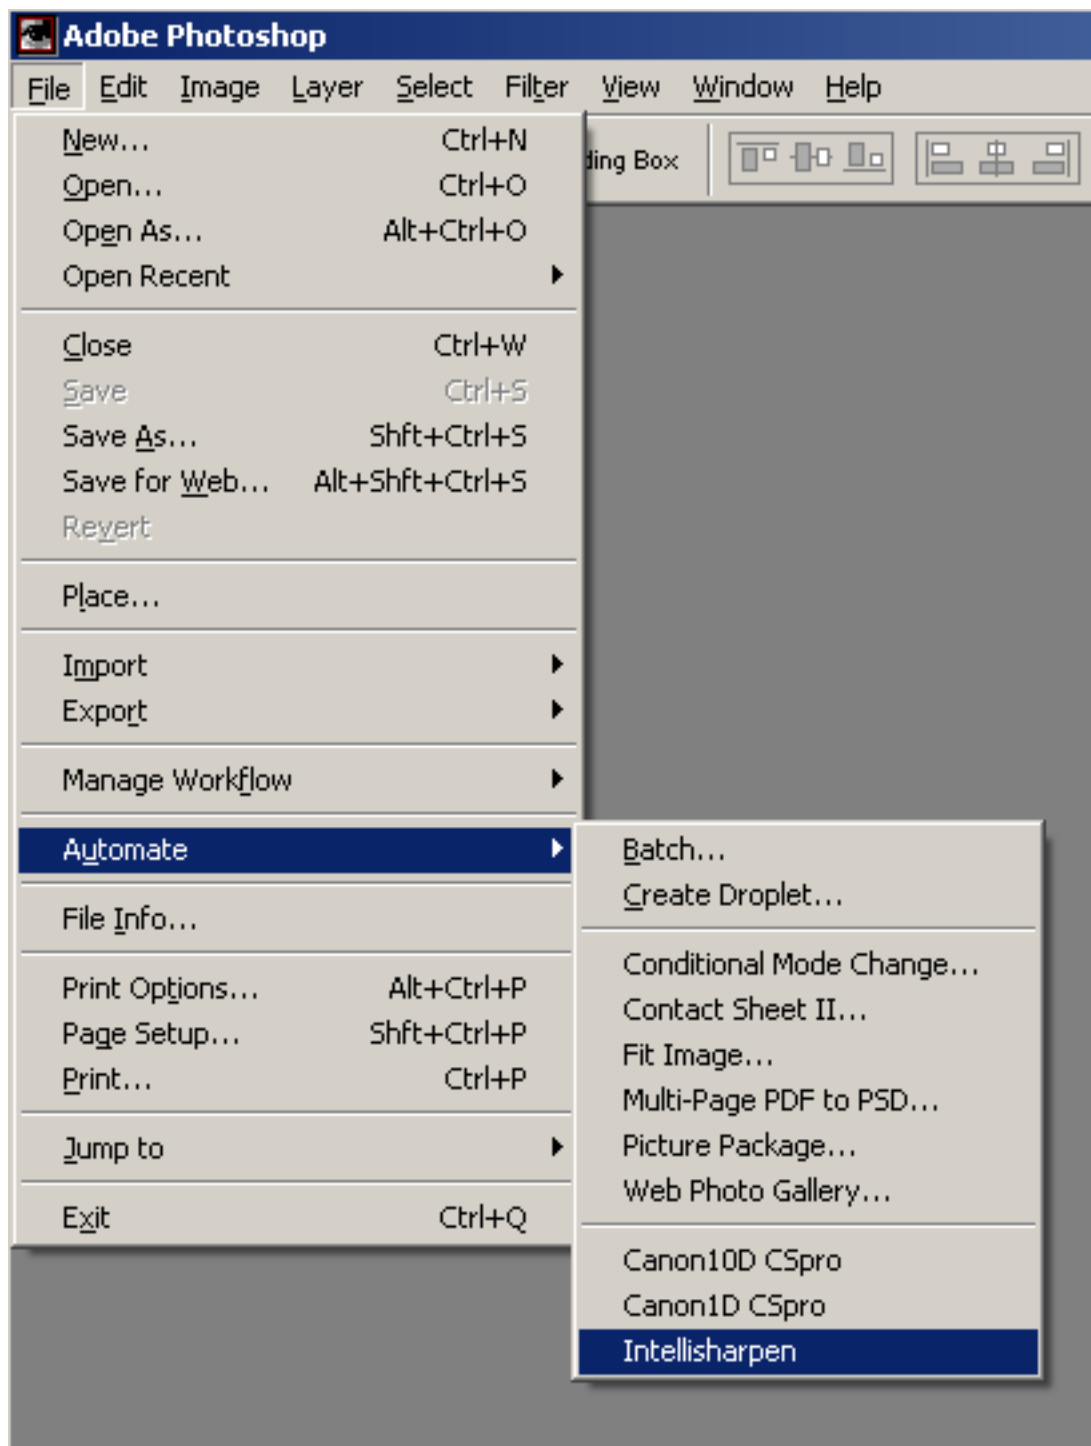 Adobe Photoshop
File Edit Image Layer Select Filter View Window Help
ding Box
New... Ctrl+N
Open... Ctrl+O
Open As... Alt+Ctrl+O
Open Recent
Close Ctrl+W
Save Ctrl+S
Save As... Shft+Ctrl+S
Save for Web... Alt+Shft+Ctrl+S
Revert
Place...
Import
Export
Manage Workflow
Automate
File Info...
Print Options... Alt+Ctrl+P
Page Setup... Shft+Ctrl+P
Print... Ctrl+P
Jump to
Exit Ctrl+Q
Batch...
Create Droplet...
Conditional Mode Change...
Contact Sheet II...
Fit Image...
Multi-Page PDF to PSD...
Picture Package...
Web Photo Gallery...
Canon10D CSpro
Canon1D CSpro
Intellisharpen